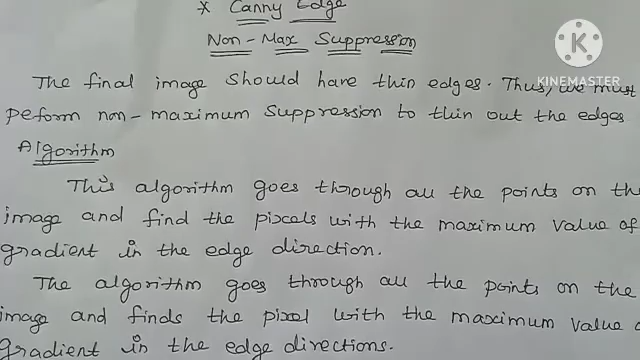 * Canny Edge
Non-Max Suppression
The final image should have thin edges. Thus, we must
peform non-maximum suppression to thin out the edges
Algorithm
This algorithm goes through all the points on the
image and find the pixels with the maximum value of
gradient in the edge direction.
The algorithm goes through all the points on the
image and finds the pixel with the maximum value o
gradient in the edge directions.
KINEMASTER